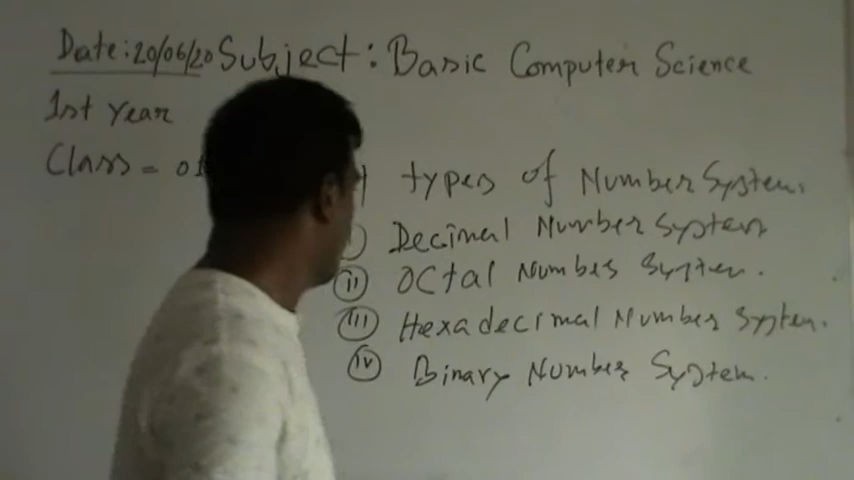 Date: 20/06/20 Subject: Basic Computer Science
1st Year
Class = 01
types of Number System.
Decimal Number System
ii Octal Number System.
iii Hexadecimal Number System.
iv Binary Number System.